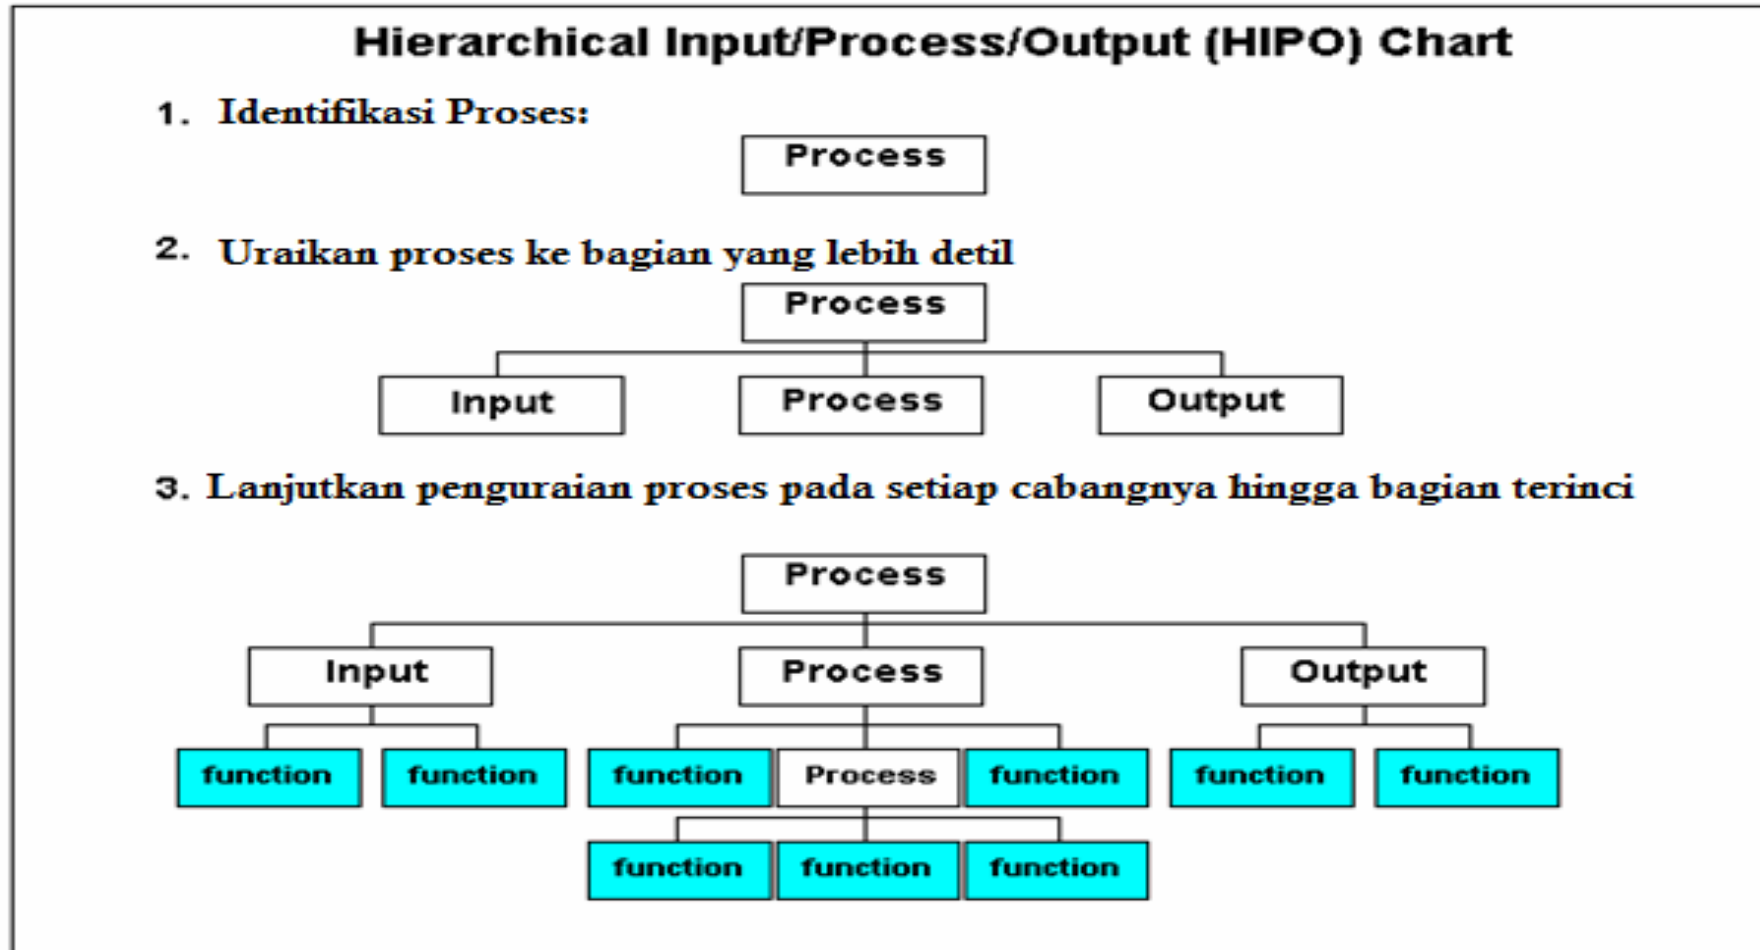 Hierarchical Input/Process/Output (HIPO) Chart
1. Identifikasi Proses:
Process
2. Uraikan proses ke bagian yang lebih detil
Process
Input Process Output
3. Lanjutkan penguraian proses pada setiap cabangnya hingga bagian terinci
Process
Input Process Output
function function function Process function function function
function function function